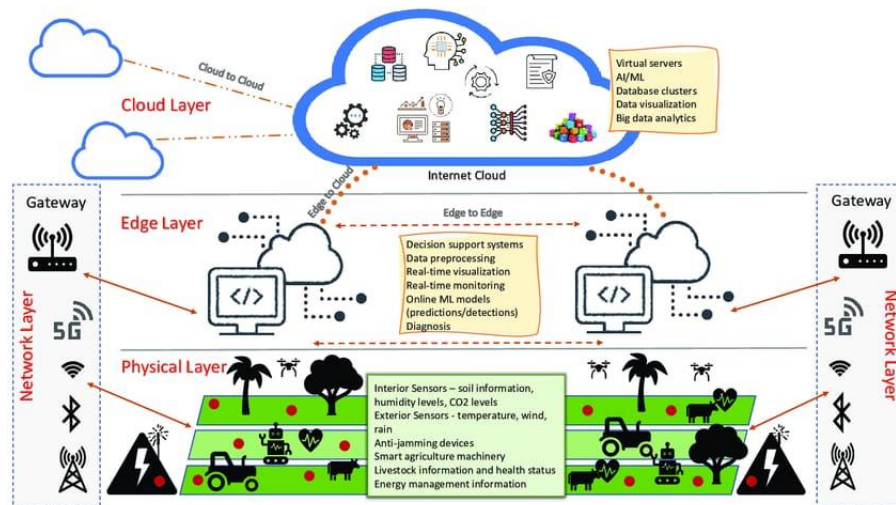 Cloud to Cloud
Cloud Layer
Virtual servers
AI/ML
Database clusters
Data visualization
Big data analytics
Internet Cloud
Edge to Cloud
Gateway
Edge Layer
Edge to Edge
Gateway
Decision support systems
Data preprocessing
Real-time visualization
Real-time monitoring
Online ML models
(predictions/detections)
Diagnosis
</>
</>
Network Layer
5G
Network Layer
5G
Physical Layer
Interior Sensors – soil information,
humidity levels, CO2 levels
Exterior Sensors - temperature, wind,
rain
Anti-jamming devices
Smart agriculture machinery
Livestock information and health status
Energy management information